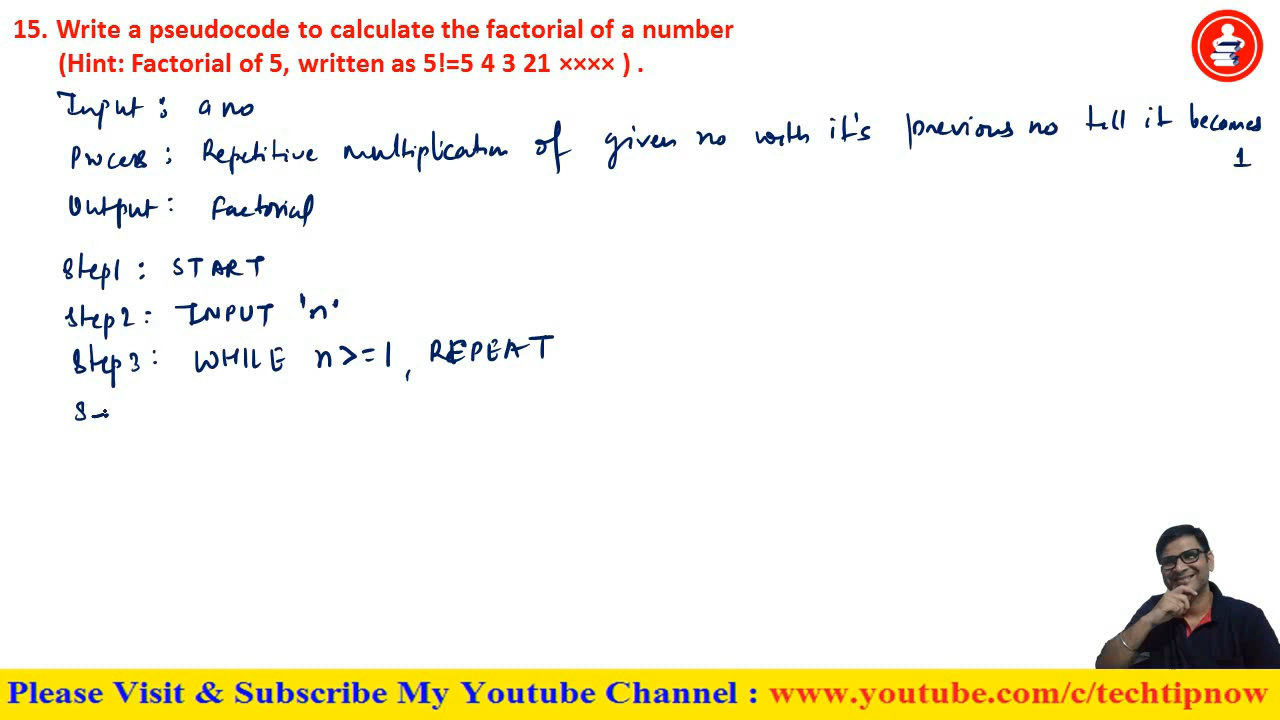 15. Write a pseudocode to calculate the factorial of a number
(Hint: Factorial of 5, written as 5!=5 4 3 21 ×××× ) .
Input : a no
Process : Repetitive multiplication of given no with it's previous no till it becomes
1
Output : Factorial
Step1 : START
Step2 : INPUT 'n'
Step3 : WHILE n>=1, REPEAT
S
Please Visit & Subscribe My Youtube Channel : www.youtube.com/c/techtipnow